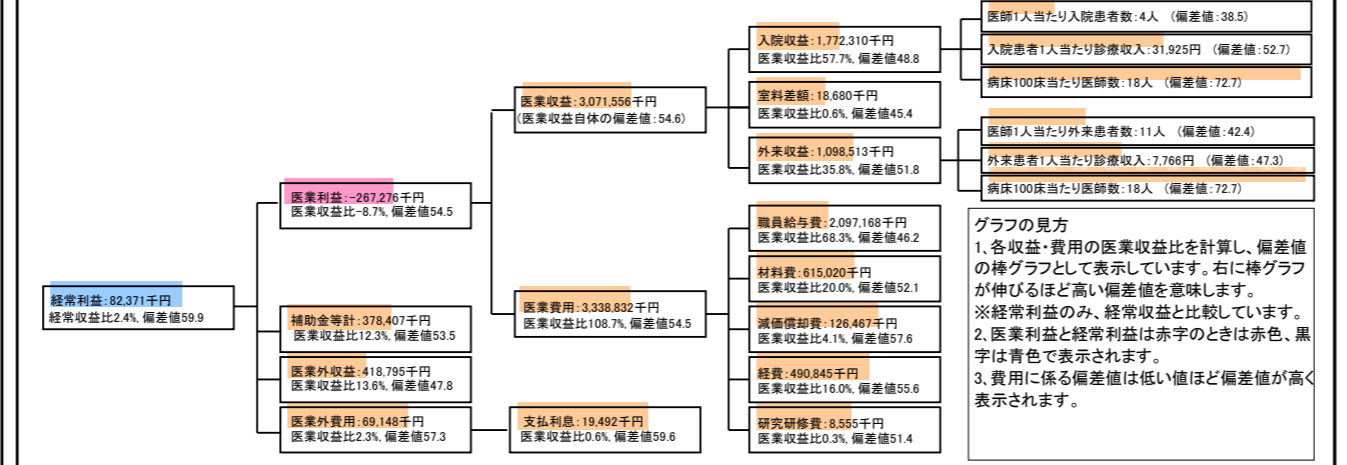 経常利益:82,371千円
経常収益比2.4%, 偏差値59.9
医業利益:-267,276千円
医業収益比-8.7%, 偏差値54.5
補助金等計:378,407千円
医業収益比12.3%, 偏差値53.5
医業外収益:418,795千円
医業収益比13.6%, 偏差値47.8
医業外費用:69,148千円
医業収益比2.3%, 偏差値57.3
支払利息:19,492千円
医業収益比0.6%, 偏差値59.6
医業収益:3,071,556千円
(医業収益自体の偏差値:54.6)
医業費用:3,338,832千円
医業収益比108.7%, 偏差値54.5
入院収益:1,772,310千円
医業収益比57.7%, 偏差値48.8
室料差額:18,680千円
医業収益比0.6%, 偏差値45.4
外来収益:1,098,513千円
医業収益比35.8%, 偏差値51.8
職員給与費:2,097,168千円
医業収益比68.3%, 偏差値46.2
材料費:615,020千円
医業収益比20.0%, 偏差値52.1
減価償却費:126,467千円
医業収益比4.1%, 偏差値57.6
経費:490,845千円
医業収益比16.0%, 偏差値55.6
研究研修費:8,555千円
医業収益比0.3%, 偏差値51.4
医師1人当たり入院患者数:4人 (偏差値:38.5)
入院患者1人当たり診療収入:31,925円 (偏差値:52.7)
病床100床当たり医師数:18人 (偏差値:72.7)
医師1人当たり外来患者数:11人 (偏差値:42.4)
外来患者1人当たり診療収入:7,766円 (偏差値:47.3)
病床100床当たり医師数:18人 (偏差値:72.7)
グラフの見方
1、各収益・費用の医業収益比を計算し、偏差値
の棒グラフとして表示しています。右に棒グラフ
が伸びるほど高い偏差値を意味します。
※経常利益のみ、経常収益と比較しています。
2、医業利益と経常利益は赤字のときは赤色、黒
字は青色で表示されます。
3、費用に係る偏差値は低い値ほど偏差値が高く
表示されます。